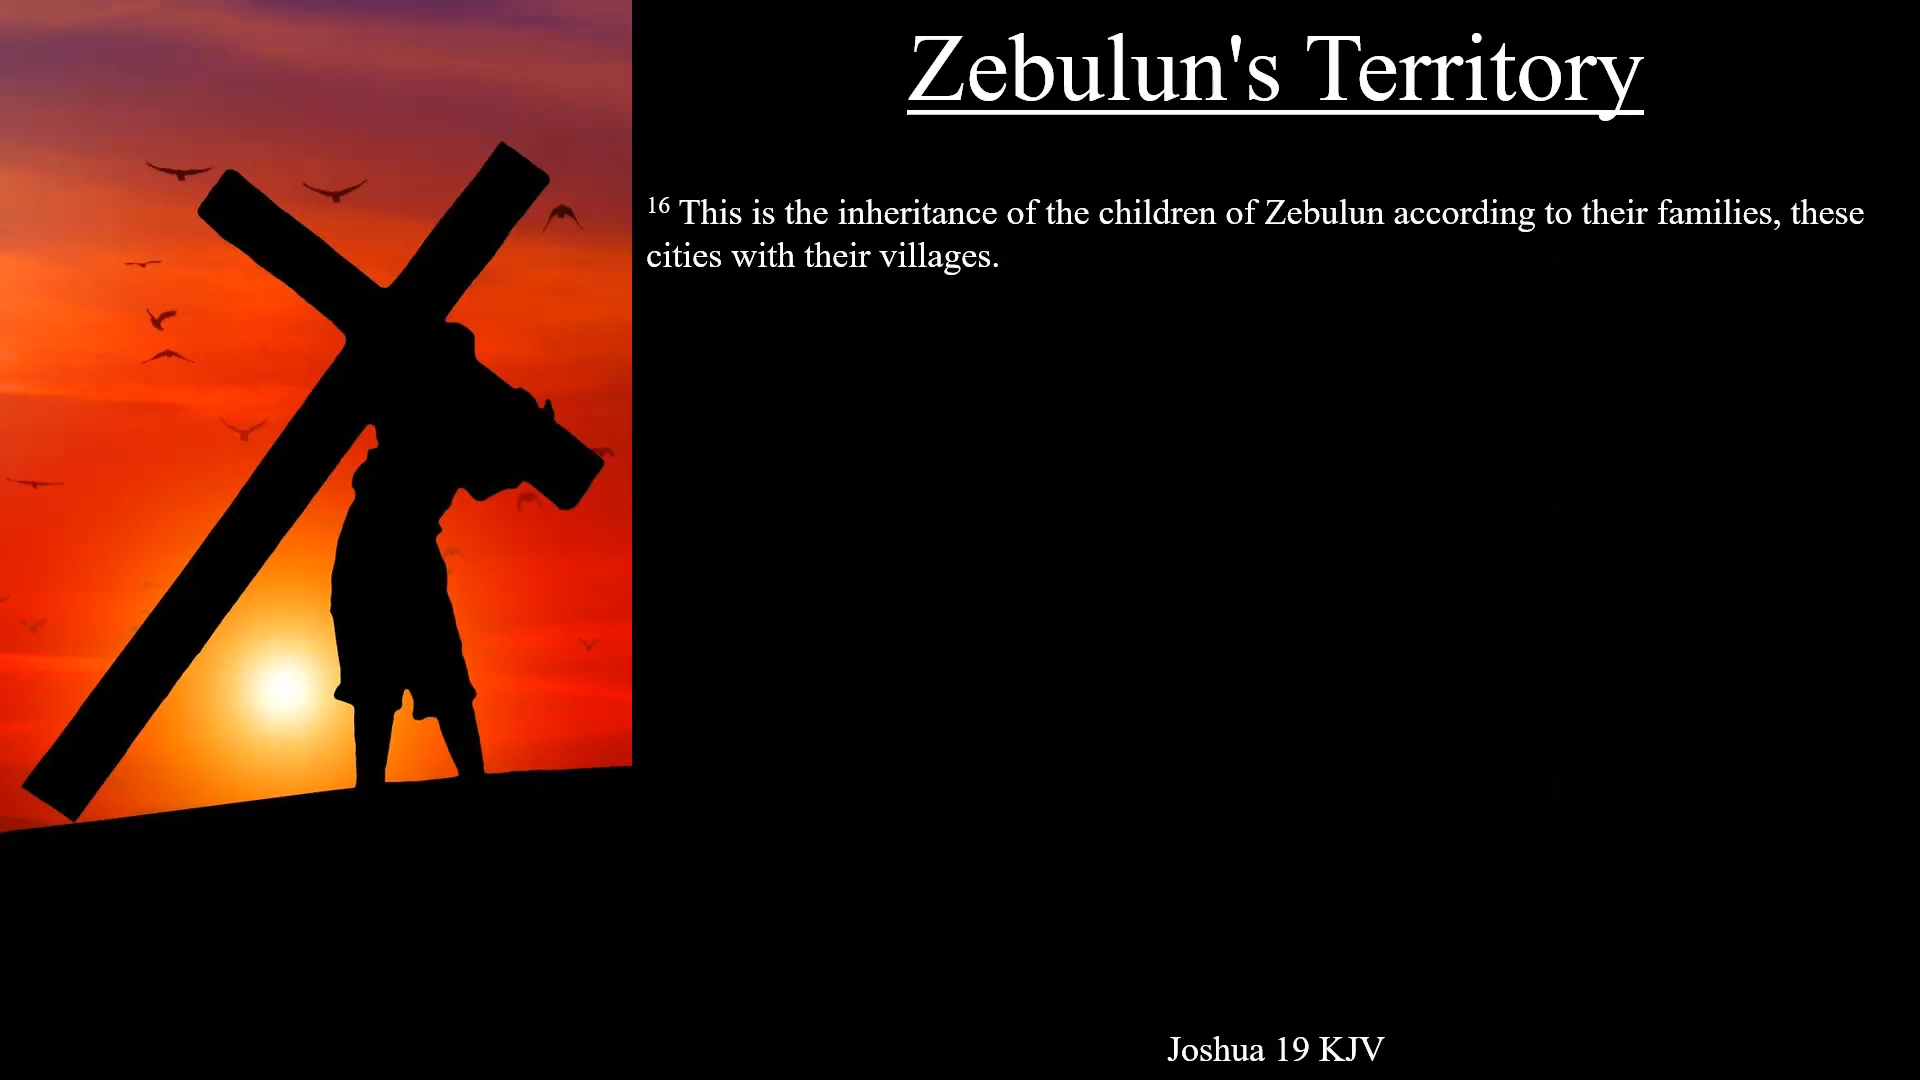 Zebulun's Territory
16 This is the inheritance of the children of Zebulun according to their families, these
cities with their villages.
Joshua 19 KJV